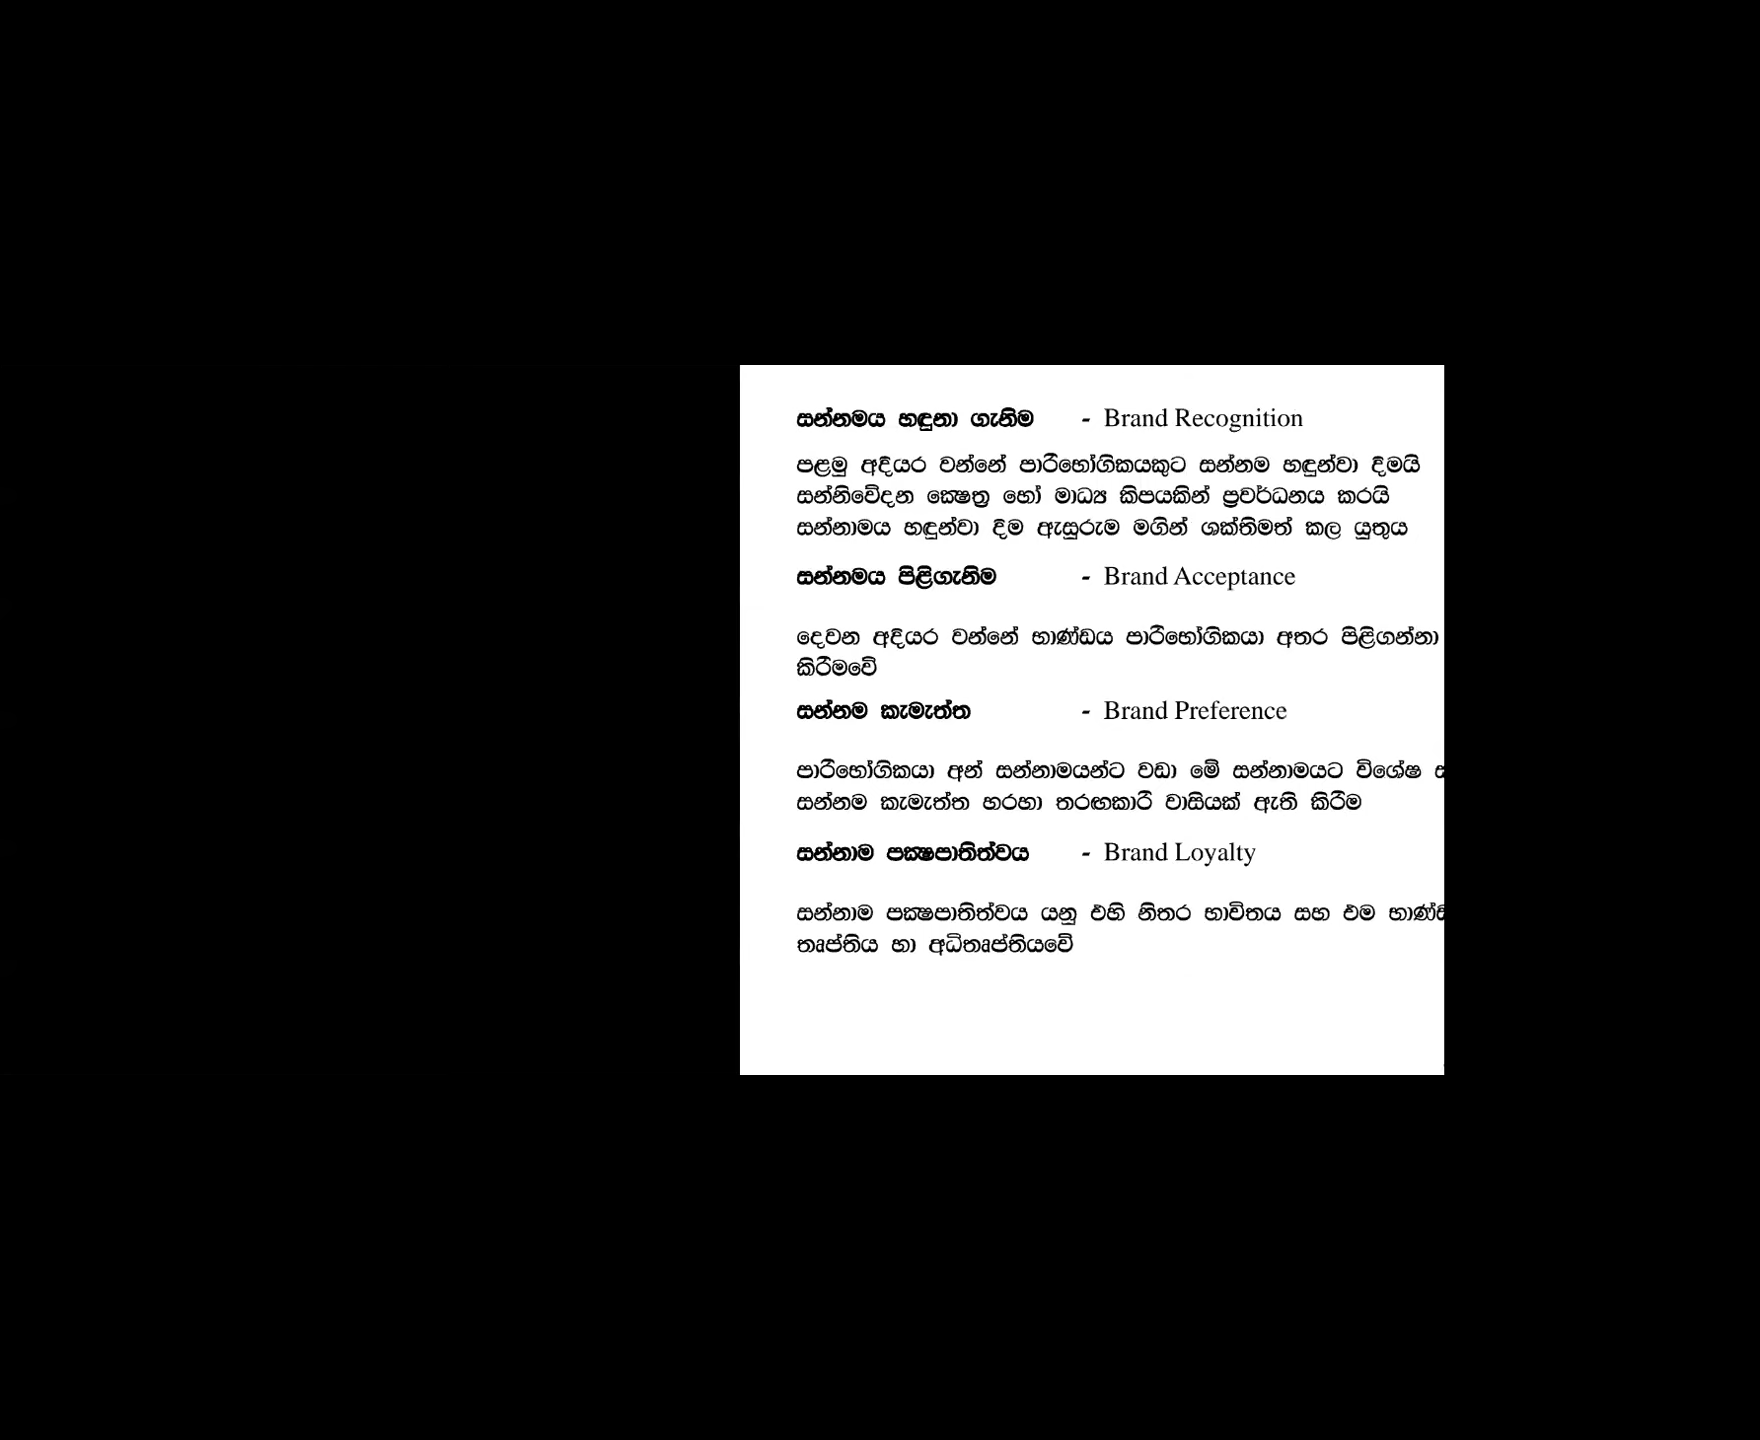 සන්නමය හඳුනා ගැනිම - Brand Recognition
පළමු අදියර වන්නේ පාරිභෝගිකයකුට සන්නම හඳුන්වා දිමයි
සන්නිවේදන ක්‍ෂෙත්‍ර හෝ මාධ්‍ය කිපයකින් ප්‍රවර්ධනය කරයි
සන්නාමය හඳුන්වා දිම ඇසුරුම මගින් ශක්තිමත් කල යුතුය
සන්නමය පිළිගැනිම - Brand Acceptance
දෙවන අදියර වන්නේ භාණ්ඩය පාරිභෝගිකයා අතර පිළිගන්නා
කිරීමවේ
සන්නම කැමැත්ත - Brand Preference
පාරිභෝගිකයා අන් සන්නාමයන්ට වඩා මේ සන්නාමයට විශේෂ
සන්නම කැමැත්ත හරහා තරඟකාරී වාසියක් ඇති කිරීම
සන්නාම පක්‍ෂපාතිත්වය - Brand Loyalty
සන්නාම පක්‍ෂපාතිත්වය යනු එහි නිතර භාවිතය සහ එම
තෘප්තිය හා අධිතෘප්තියවේ